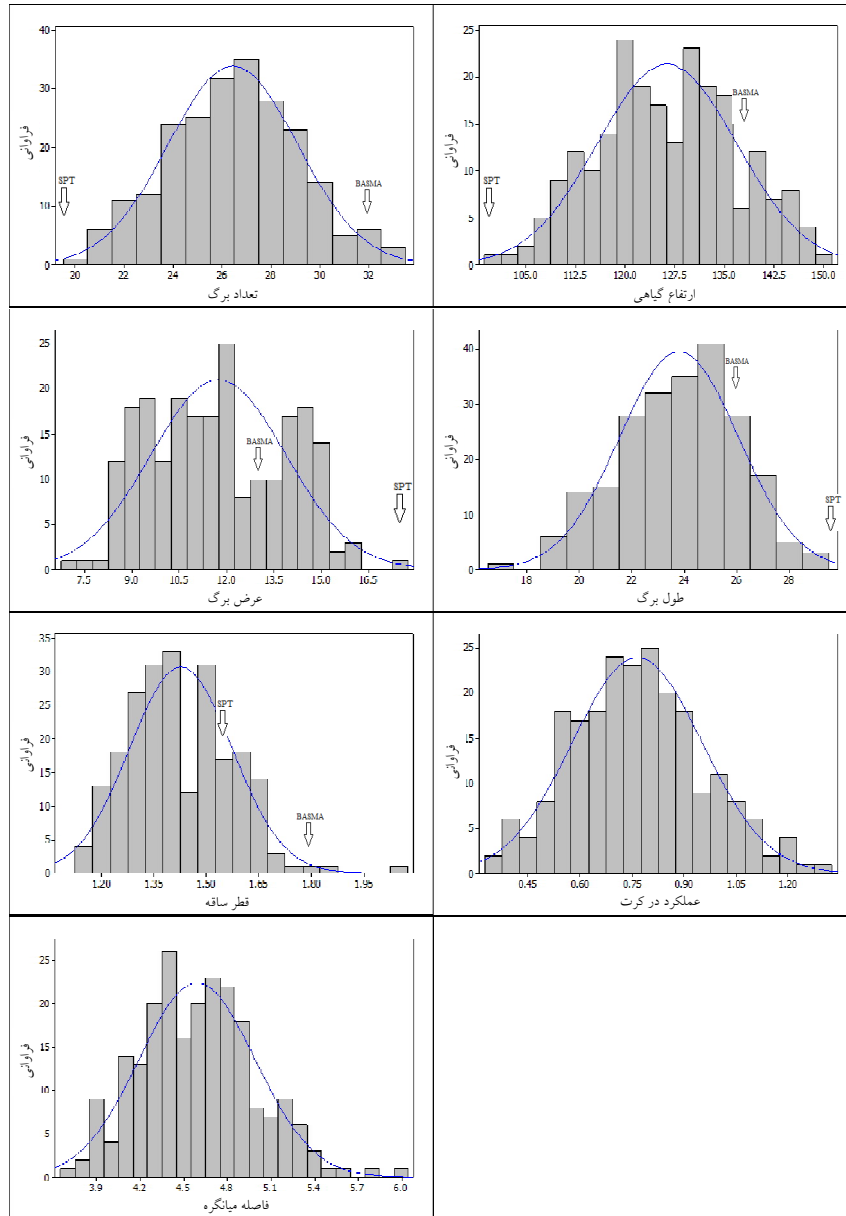 40
30
20
10
0
فراوانی
SPT
BASMA
20 22 24 26 28 30 32
تعداد برگ
25
20
15
10
5
0
فراوانی
SPT
BASMA
105.0 112.5 120.0 127.5 135.0 142.5 150.0
ارتفاع گیاهی
25
20
15
10
5
0
فراوانی
BASMA
SPT
7.5 9.0 10.5 12.0 13.5 15.0 16.5
عرض برگ
40
30
20
10
0
فراوانی
BASMA
SPT
18 20 22 24 26 28
طول برگ
35
30
25
20
15
10
5
0
فراوانی
SPT
BASMA
1.20 1.35 1.50 1.65 1.80 1.95
قطر ساقه
25
20
15
10
5
0
فراوانی
0.45 0.60 0.75 0.90 1.05 1.20
عملکرد در کرت
25
20
15
10
5
0
فراوانی
3.9 4.2 4.5 4.8 5.1 5.4 5.7 6.0
فاصله میانگره